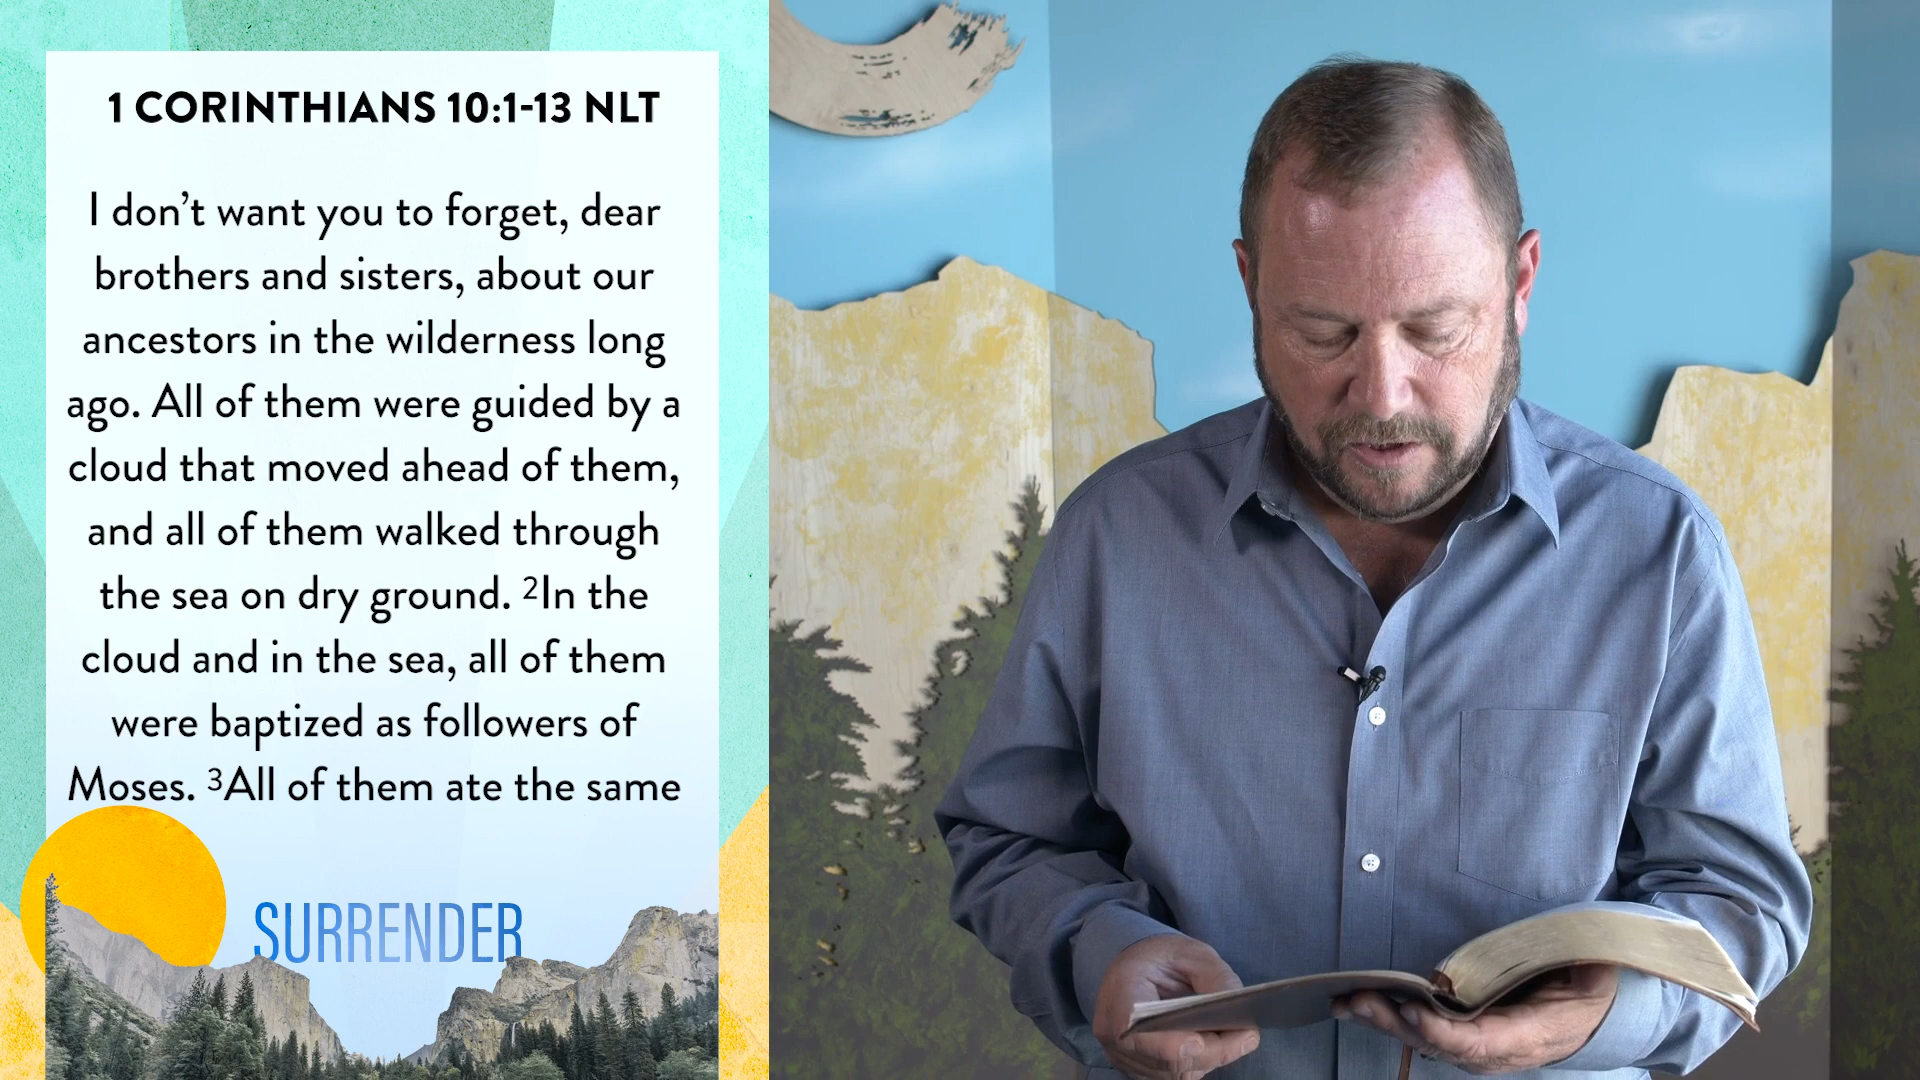 1 CORINTHIANS 10:1-13 NLT
I don’t want you to forget, dear
brothers and sisters, about our
ancestors in the wilderness long
ago. All of them were guided by a
cloud that moved ahead of them,
and all of them walked through
the sea on dry ground. ²In the
cloud and in the sea, all of them
were baptized as followers of
Moses. ³All of them ate the same
SURRENDER